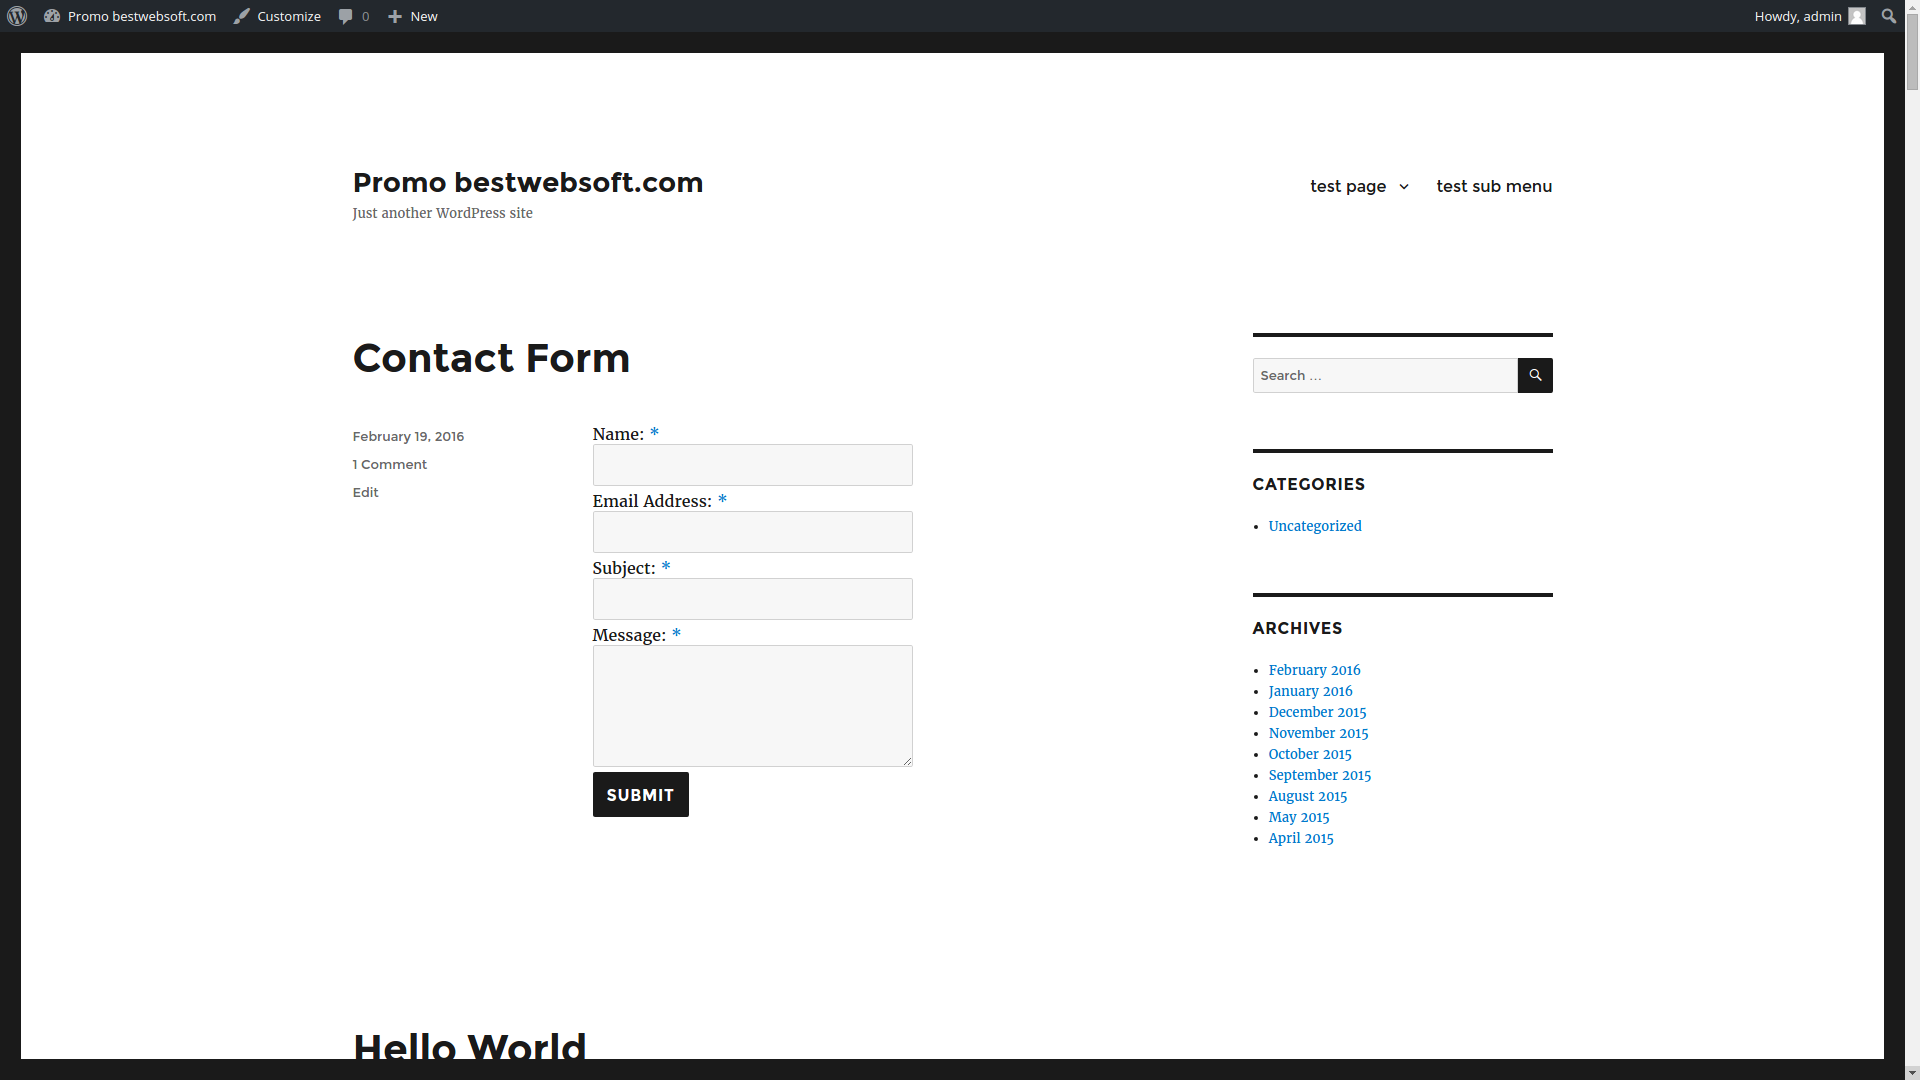 Promo bestwebsoft.com Customize 0 New Howdy, admin
Promo bestwebsoft.com
Just another WordPress site
test page test sub menu
Contact Form
February 19, 2016
1 Comment
Edit
Name: *
Email Address: *
Subject: *
Message: *
SUBMIT
Search …
CATEGORIES
Uncategorized
ARCHIVES
February 2016
January 2016
December 2015
November 2015
October 2015
September 2015
August 2015
May 2015
April 2015
Hello World